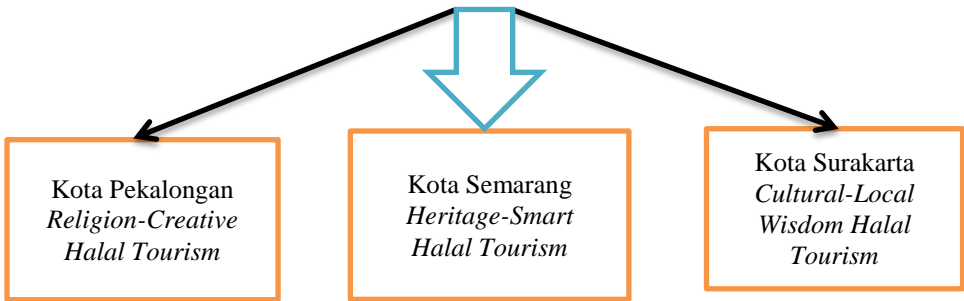 Kota Pekalongan
Religion-Creative
Halal Tourism
Kota Semarang
Heritage-Smart
Halal Tourism
Kota Surakarta
Cultural-Local
Wisdom Halal
Tourism